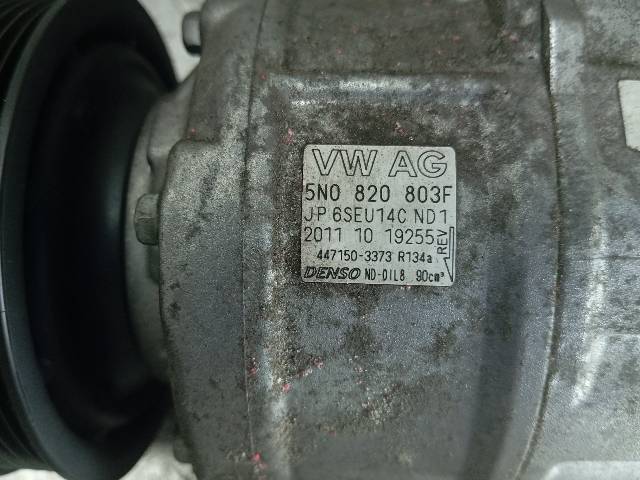 VW AG
5N0 820 803F
JP 6SEU14C ND1
2011 10 19255
REV
447150-3373 R134a
DENSO ND-OIL8 90cm³